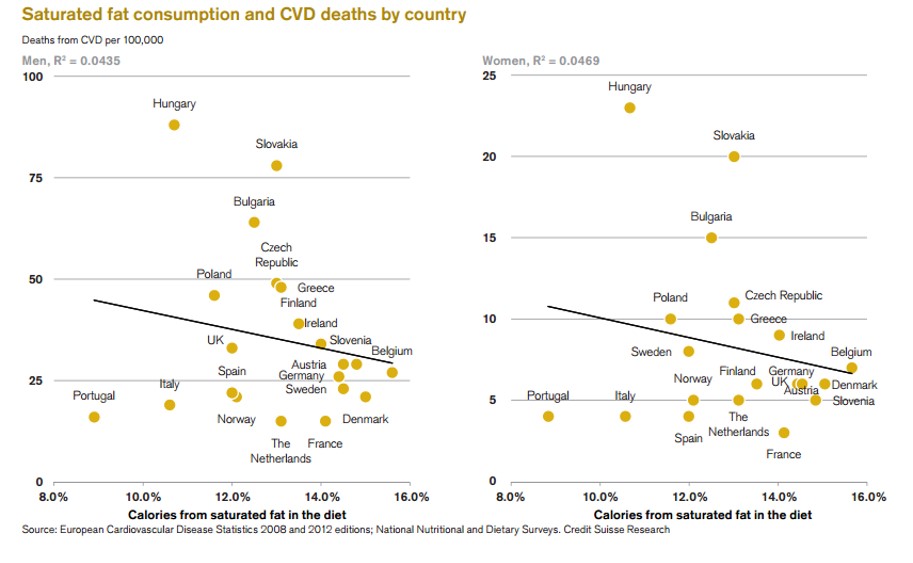 Saturated fat consumption and CVD deaths by country
Deaths from CVD per 100,000
Men, R² = 0.0435
100
75
50
25
0
Hungary
Slovakia
Bulgaria
Czech
Republic
Poland
Greece
Finland
Ireland
UK
Slovenia
Belgium
Austria
Spain
Germany
Italy
Sweden
Portugal
Norway
Denmark
The
Netherlands
France
8.0%
10.0%
12.0%
14.0%
16.0%
Calories from saturated fat in the diet
Women, R² = 0.0469
25
20
15
10
5
0
Hungary
Slovakia
Bulgaria
Poland
Czech Republic
Greece
Ireland
Sweden
Belgium
Finland
Germany
Norway
UK
Denmark
Austria
Portugal
Italy
Slovenia
The
Netherlands
Spain
France
8.0%
10.0%
12.0%
14.0%
16.0%
Calories from saturated fat in the diet
Source: European Cardiovascular Disease Statistics 2008 and 2012 editions; National Nutritional and Dietary Surveys. Credit Suisse Research